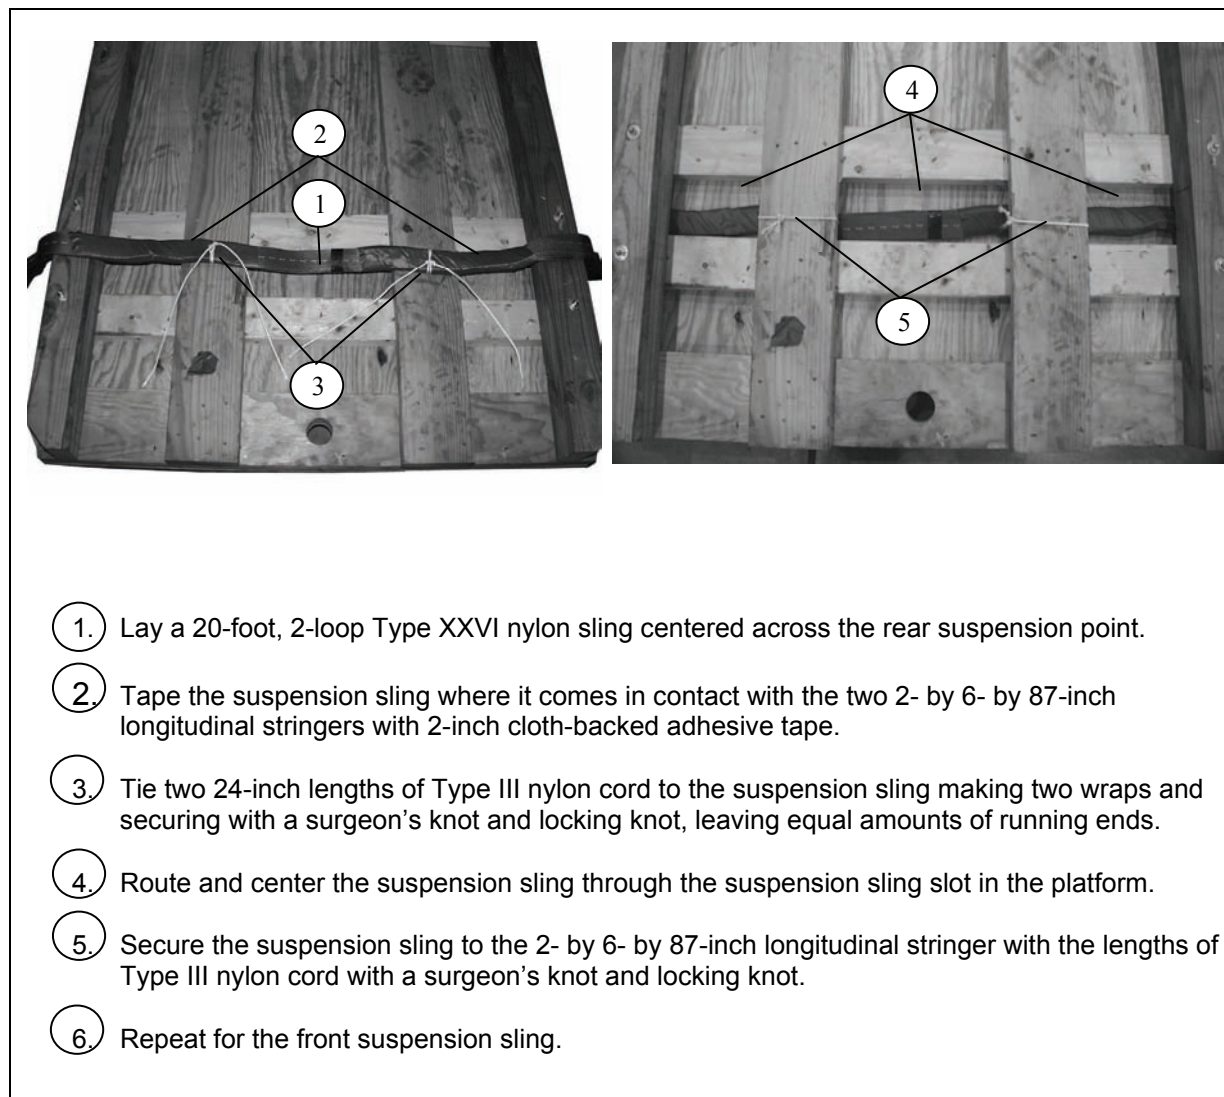 2
1
3
4
5
1. Lay a 20-foot, 2-loop Type XXVI nylon sling centered across the rear suspension point.
2. Tape the suspension sling where it comes in contact with the two 2- by 6- by 87-inch
longitudinal stringers with 2-inch cloth-backed adhesive tape.
3. Tie two 24-inch lengths of Type III nylon cord to the suspension sling making two wraps and
securing with a surgeon’s knot and locking knot, leaving equal amounts of running ends.
4. Route and center the suspension sling through the suspension sling slot in the platform.
5. Secure the suspension sling to the 2- by 6- by 87-inch longitudinal stringer with the lengths of
Type III nylon cord with a surgeon’s knot and locking knot.
6. Repeat for the front suspension sling.